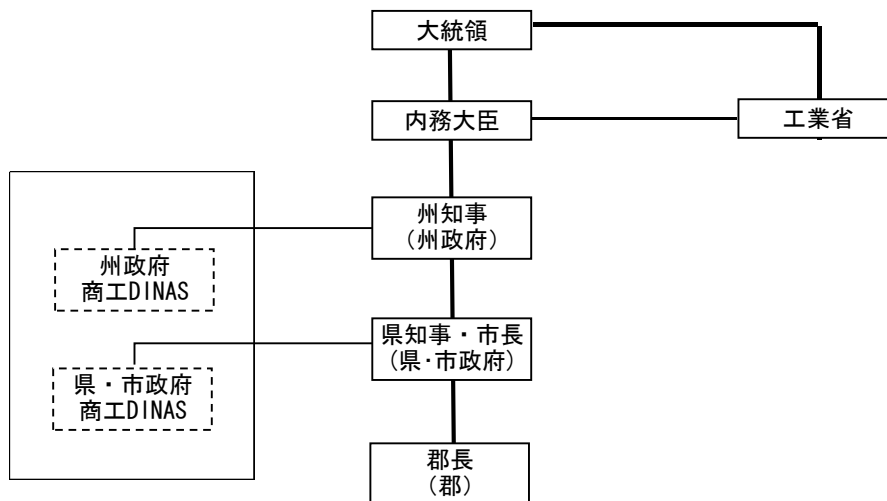 大統領
内務大臣
工業省
州知事
(州政府)
州政府
商工DINAS
県知事・市長
(県・市政府)
県・市政府
商工DINAS
郡長
(郡)